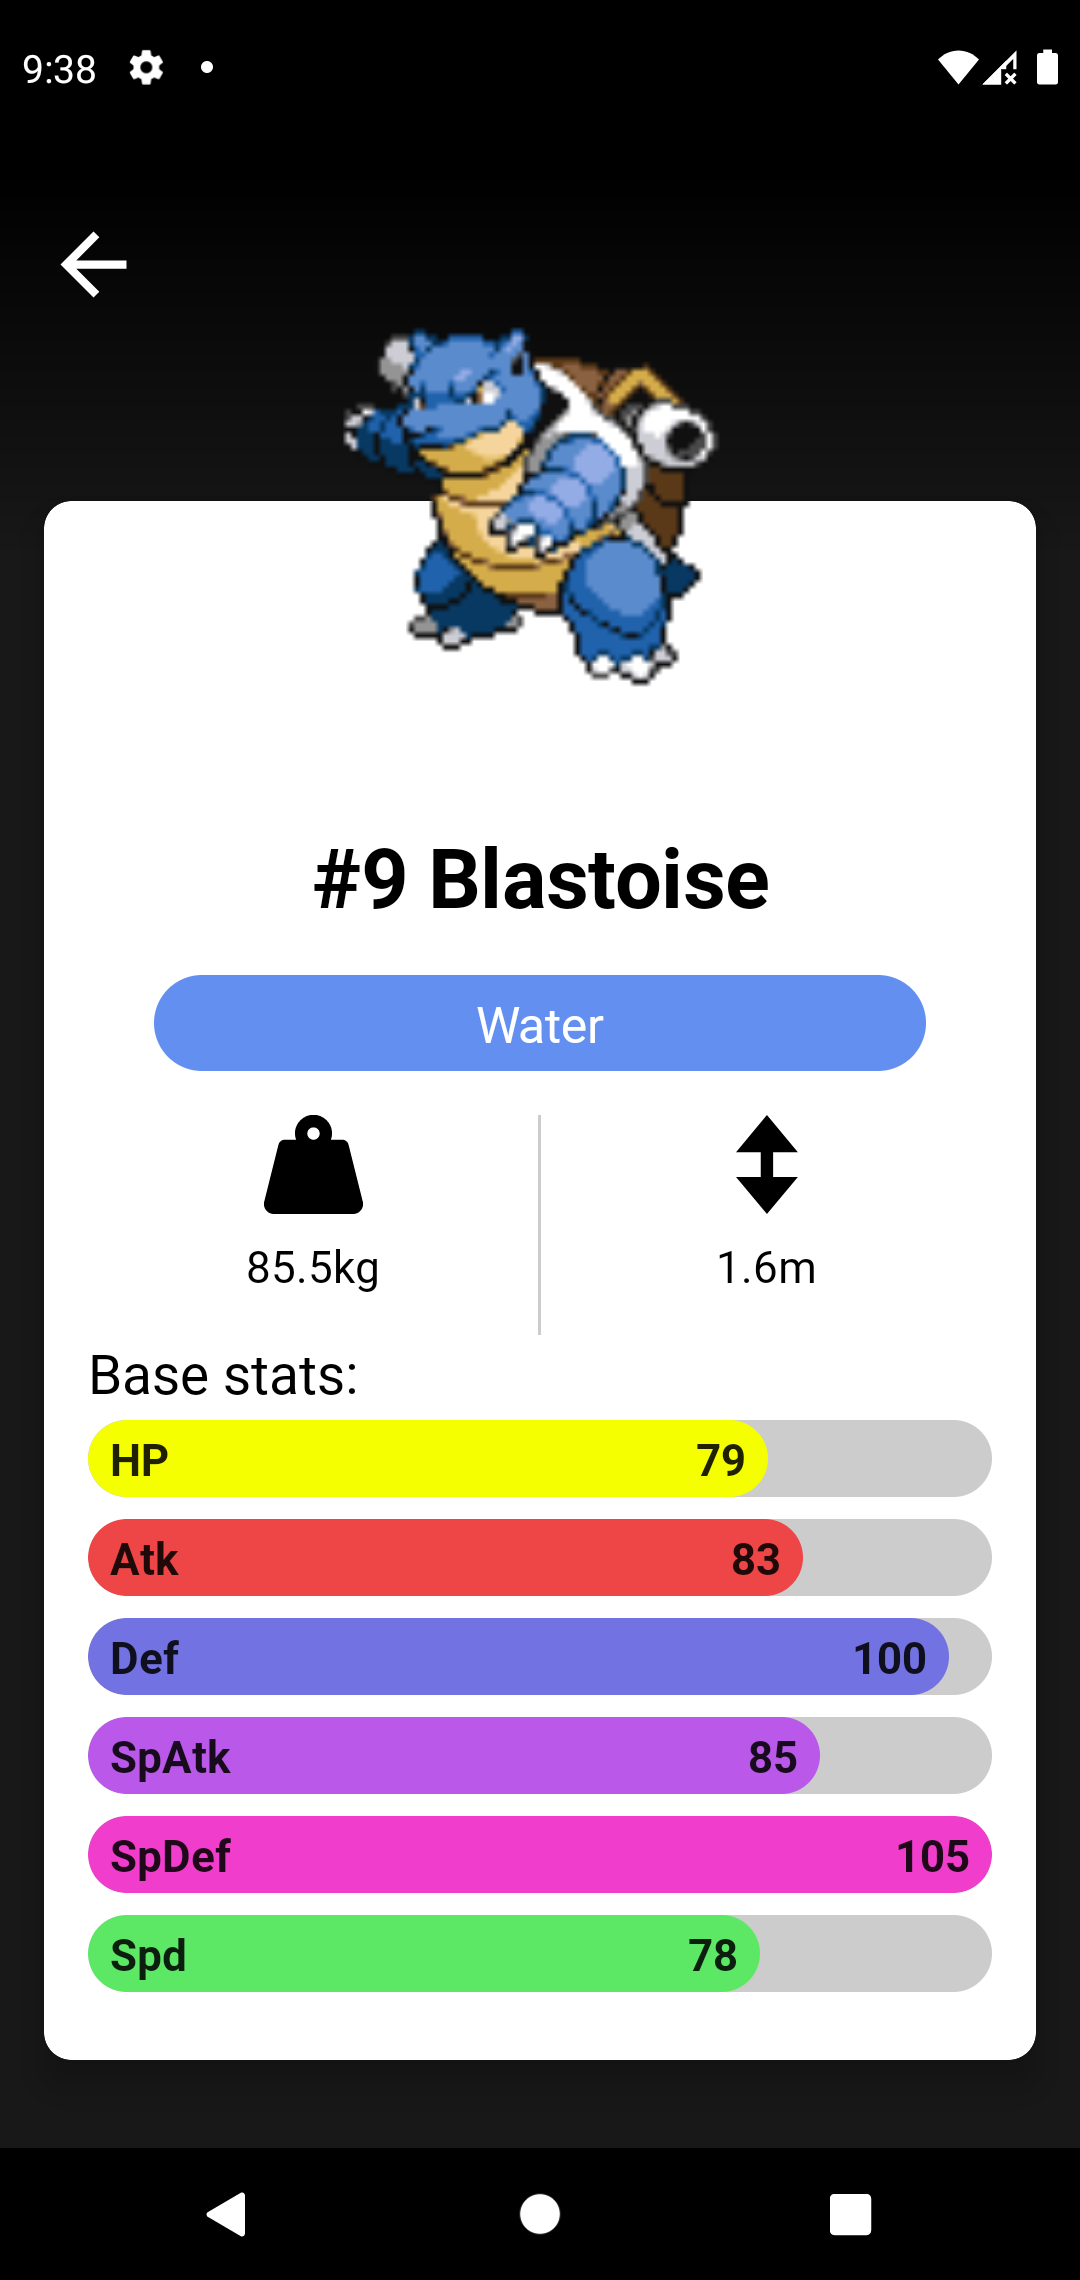 9:38
#9 Blastoise
Water
85.5kg
1.6m
Base stats:
HP 79
Atk 83
Def 100
SpAtk 85
SpDef 105
Spd 78